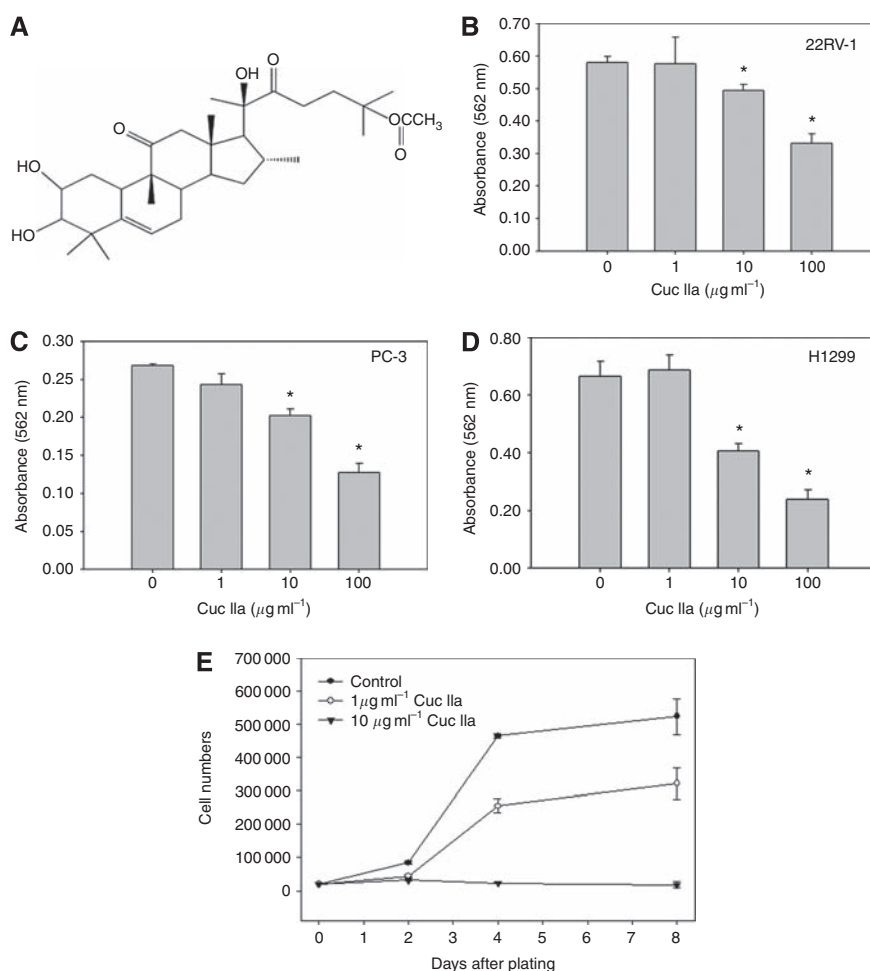 A
OH
O
O
OCCH₃
O
HO
HO
B
22RV-1
Absorbance (562 nm)
0.70
0.60
0.50
0.40
0.30
0.20
0.10
0.00
*
*
0 1 10 100
Cuc IIa (μg ml⁻¹)
C
PC-3
Absorbance (562 nm)
0.30
0.25
0.20
0.15
0.10
0.05
0.00
*
*
0 1 10 100
Cuc IIa (μg ml⁻¹)
D
H1299
Absorbance (562 nm)
0.80
0.60
0.40
0.20
0.00
*
*
0 1 10 100
Cuc IIa (μg ml⁻¹)
E
Cell numbers
700 000
600 000
500 000
400 000
300 000
200 000
100 000
0
Control
1μg ml⁻¹ Cuc IIa
10 μg ml⁻¹ Cuc IIa
0 1 2 3 4 5 6 7 8
Days after plating